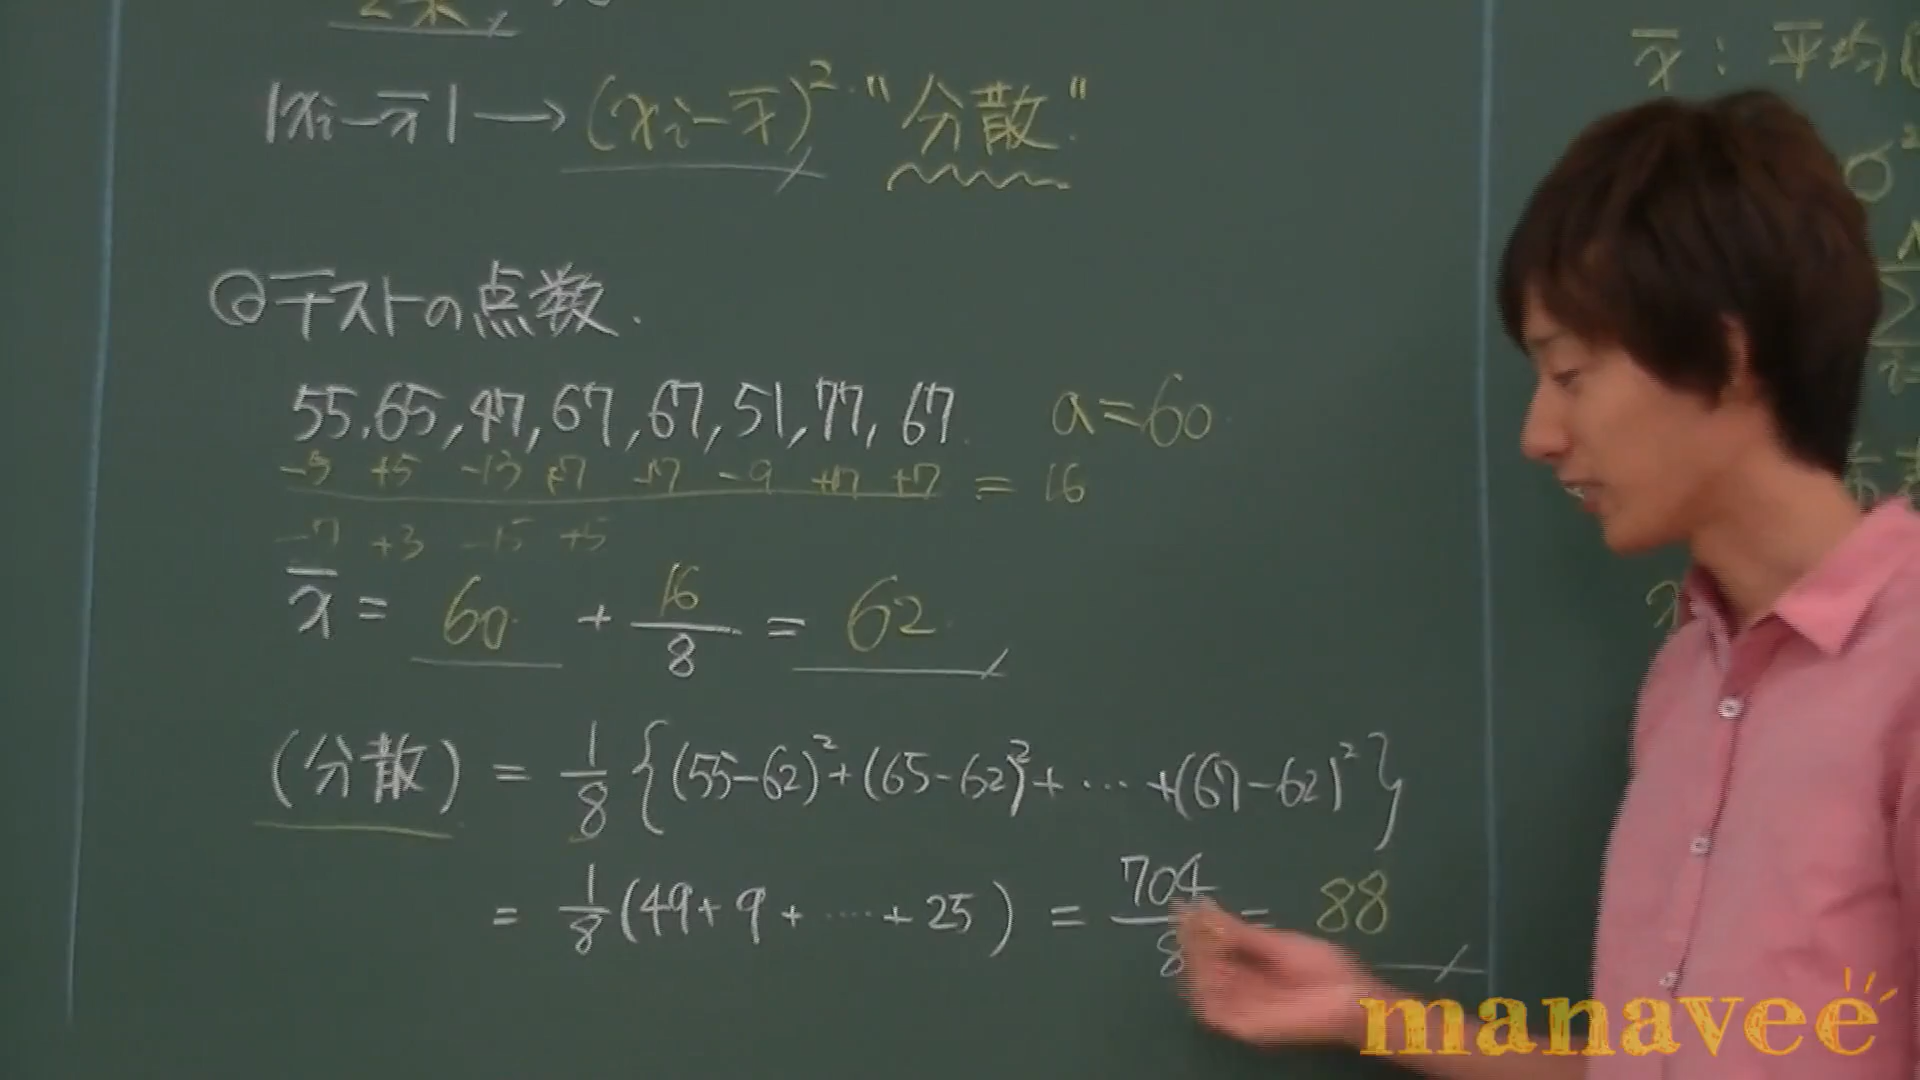 |xi－x̄| → (xi－x̄)² "分散"
◎テストの点数.
55, 65, 47, 67, 67, 51, 77, 67. a=60
-5 +5 -13 +7 +7 -9 +17 +7 = 16
-7 +3 -15 +5
x̄ = 60 + 16/8 = 62
(分散) = 1/8 {(55-62)²+(65-62)²+ … +(67-62)²}
= 1/8 (49+9+ … +25) = 704/8 = 88
x̄ : 平均
σ²
manavee